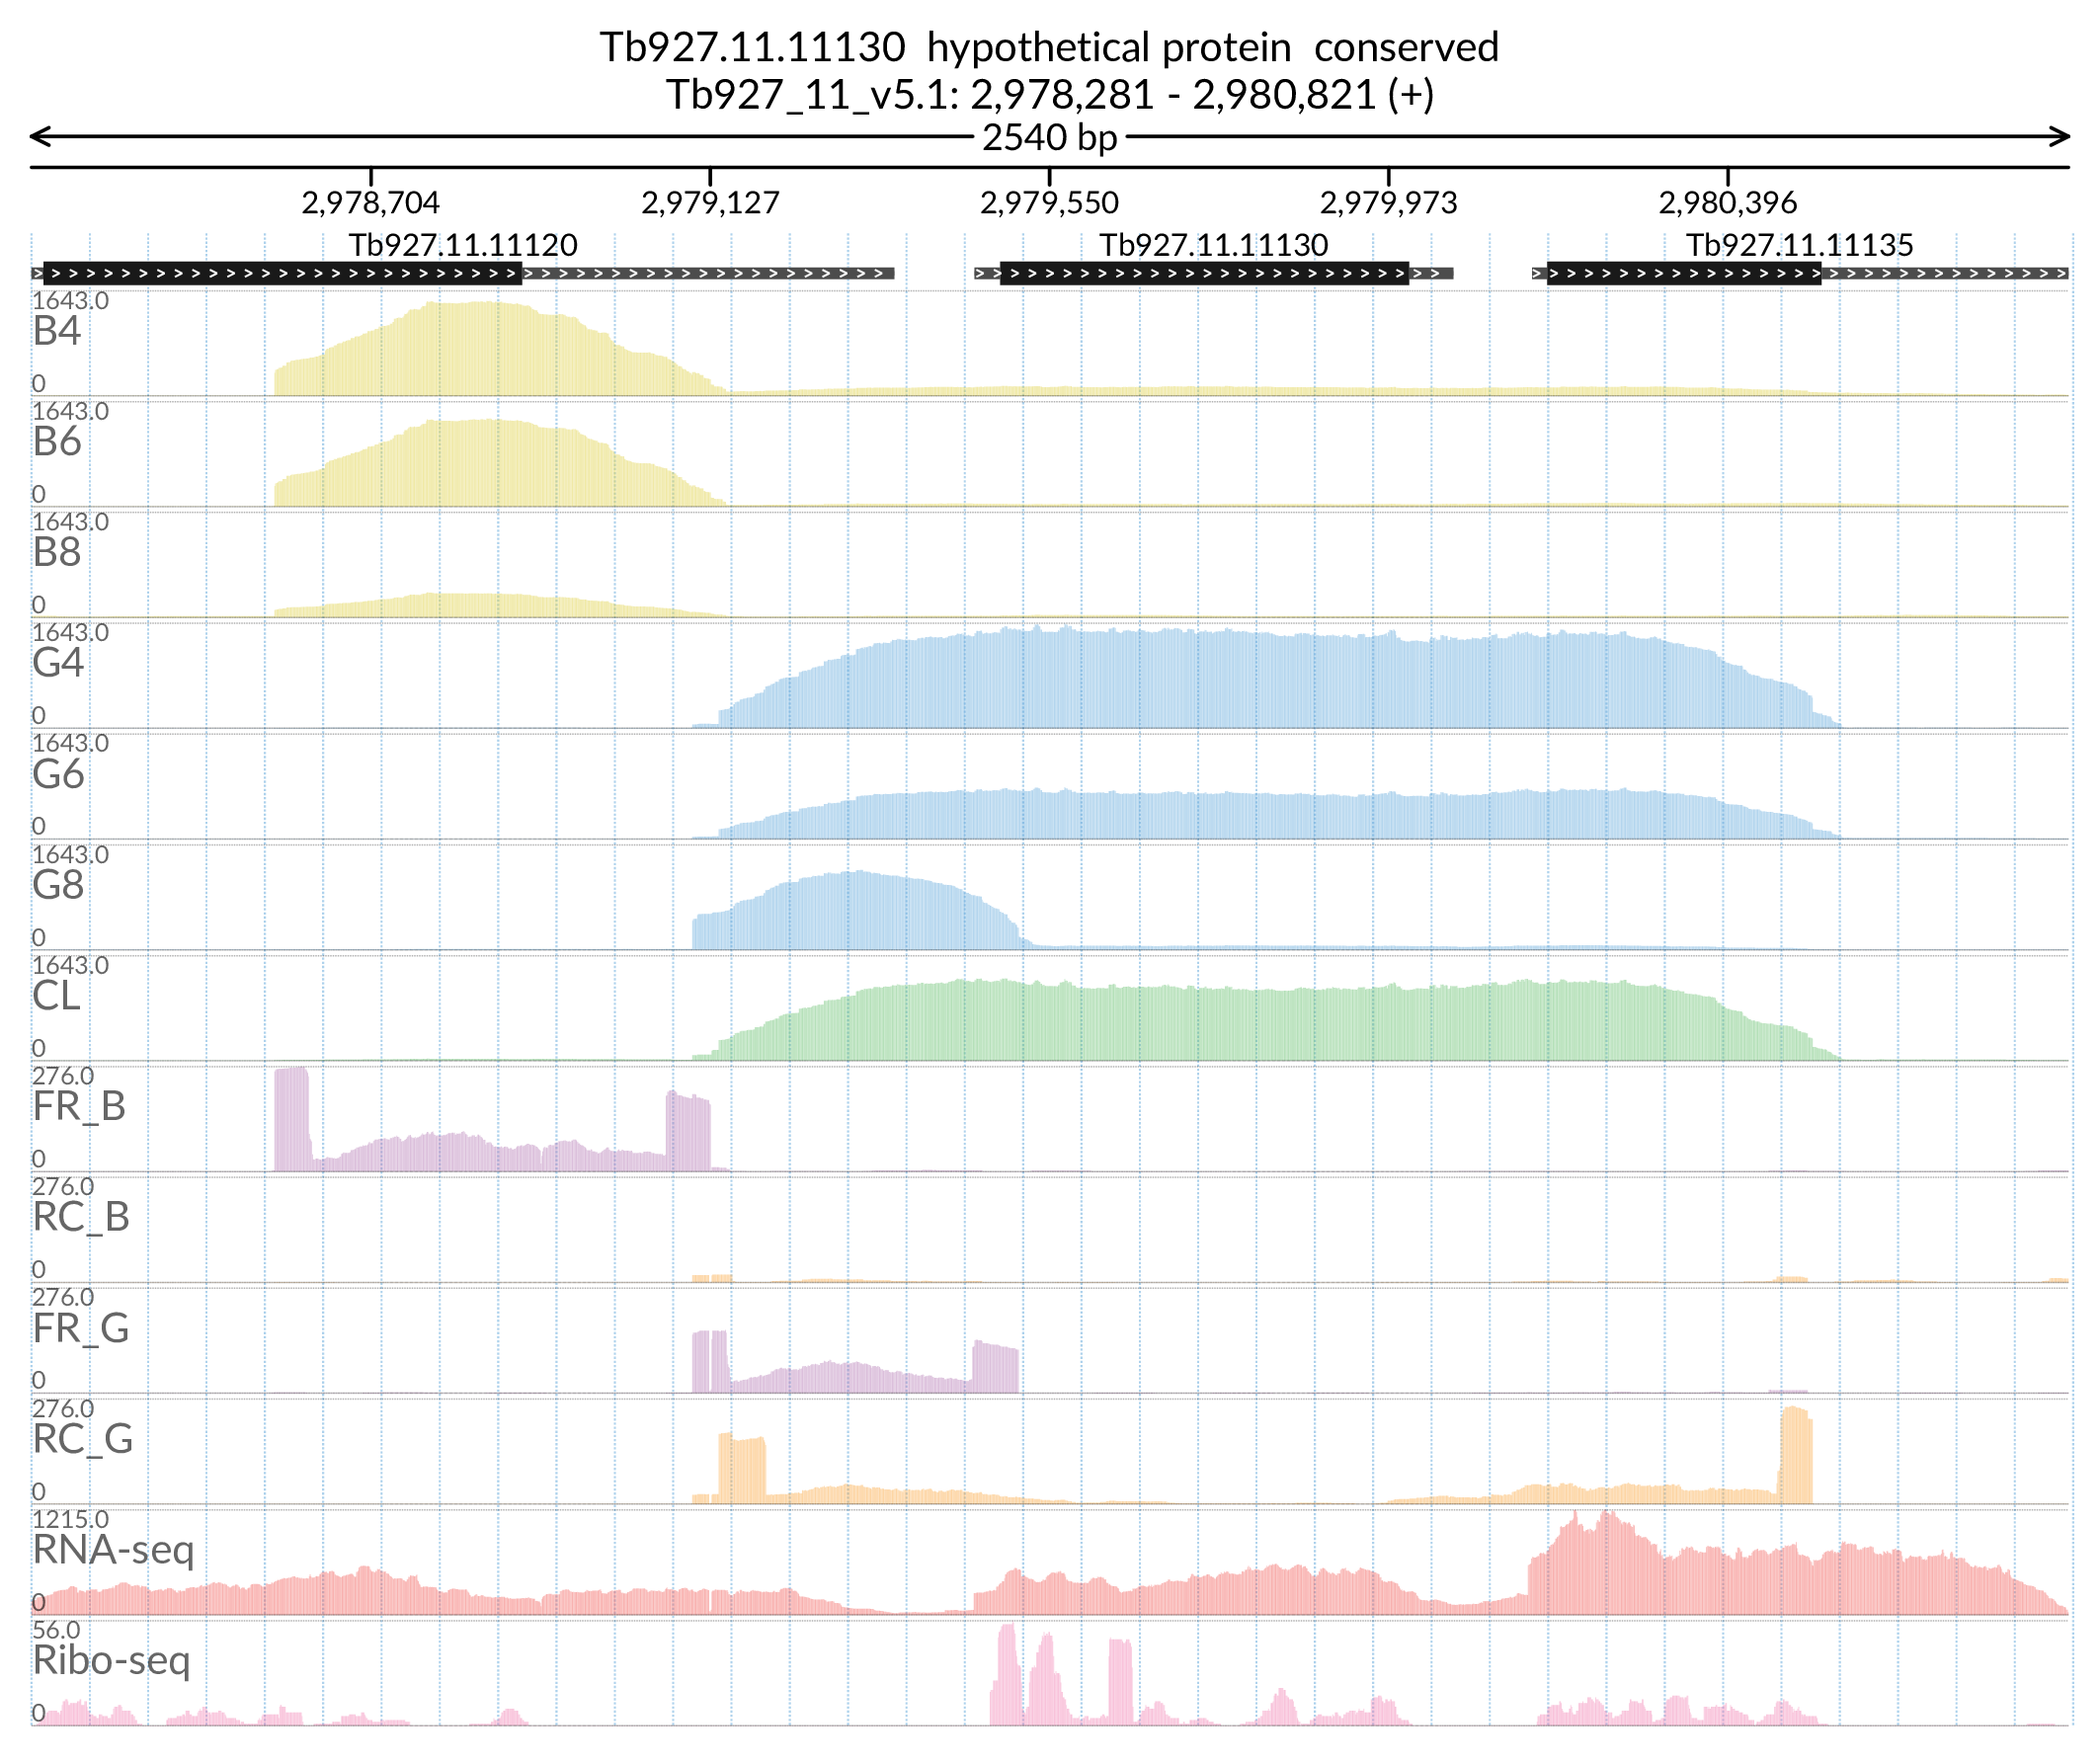 Tb927.11.11130 hypothetical protein conserved
Tb927_11_v5.1: 2,978,281 - 2,980,821 (+)
2540 bp
2,978,704 2,979,127 2,979,550 2,979,973 2,980,396
Tb927.11.11120 Tb927.11.11130 Tb927.11.11135
1643.0
B4
0
1643.0
B6
0
1643.0
B8
0
1643.0
G4
0
1643.0
G6
0
1643.0
G8
0
1643.0
CL
0
276.0
FR_B
0
276.0
RC_B
0
276.0
FR_G
0
276.0
RC_G
0
1215.0
RNA-seq
0
56.0
Ribo-seq
0